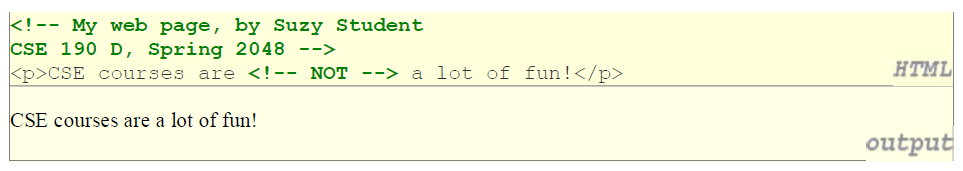 <!-- My web page, by Suzy Student
CSE 190 D, Spring 2048 -->
<p>CSE courses are <!-- NOT --> a lot of fun!</p>
HTML
CSE courses are a lot of fun!
output